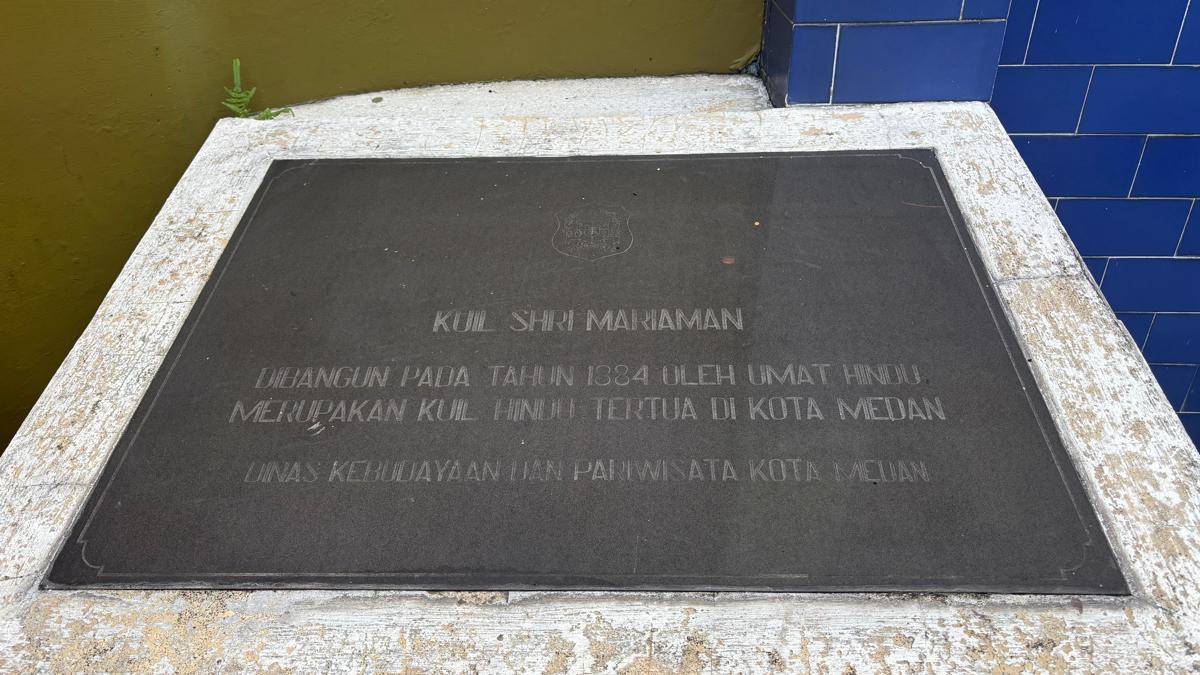 KUIL SHRI MARIAMAN
DIBANGUN PADA TAHUN 1884 OLEH UMAT HINDU
MERUPAKAN KUIL HINDU TERTUA DI KOTA MEDAN
DINAS KEBUDAYAAN DAN PARIWISATA KOTA MEDAN